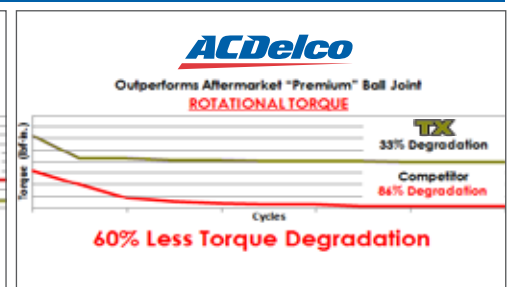 ACDelco
Outperforms Aftermarket "Premium" Ball Joint
ROTATIONAL TORQUE
Torque (lbf-in.)
TX
33% Degradation
Competitor
86% Degradation
Cycles
60% Less Torque Degradation